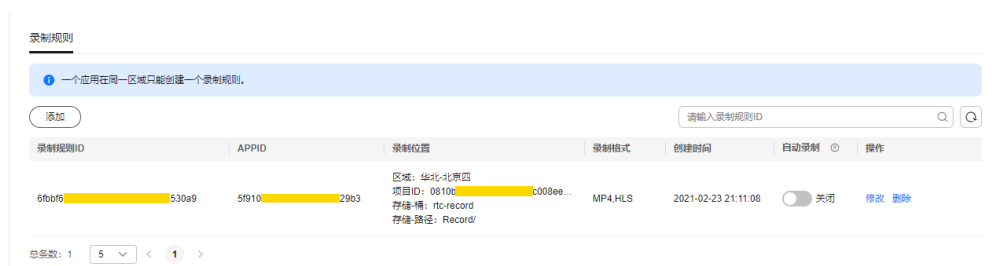 录制规则
一个应用在同一区域只能创建一个录制规则。
添加
请输入录制规则ID
录制规则ID APPID 录制位置 录制格式 创建时间 自动录制 操作
区域：华北-北京四
项目ID：0810b c008ee...
6fbbf6 530a9 5f910 29b3 MP4,HLS 2021-02-23 21:11:08 关闭 修改 删除
存储-桶：rtc-record
存储-路径：Record/
总条数：1 5 < 1 >